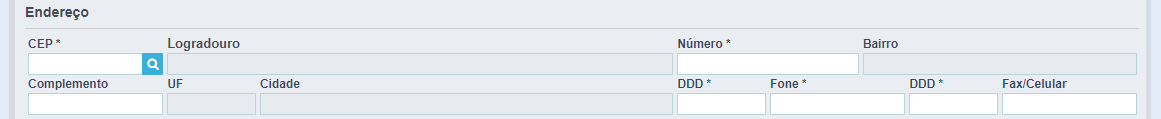 Endereço
CEP * Logradouro Número * Bairro
Complemento UF Cidade DDD * Fone * DDD * Fax/Celular